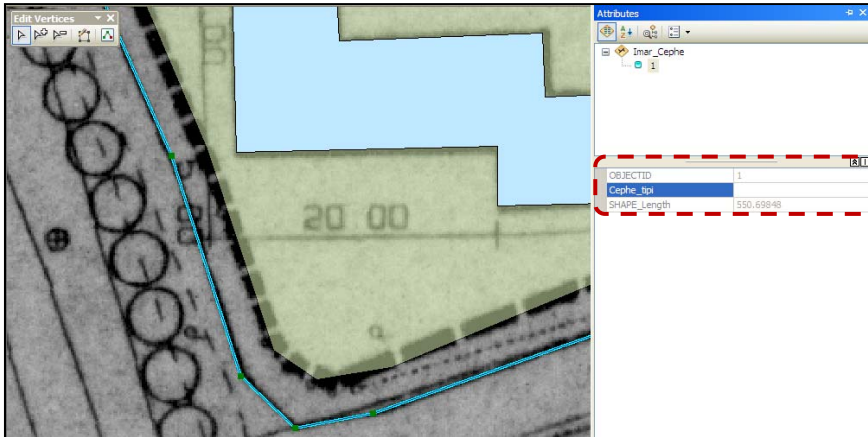 Edit Vertices
Attributes
Imar_Cephe
1
OBJECTID 1
Cephe_tipi
SHAPE_Length 550.69848
20 00